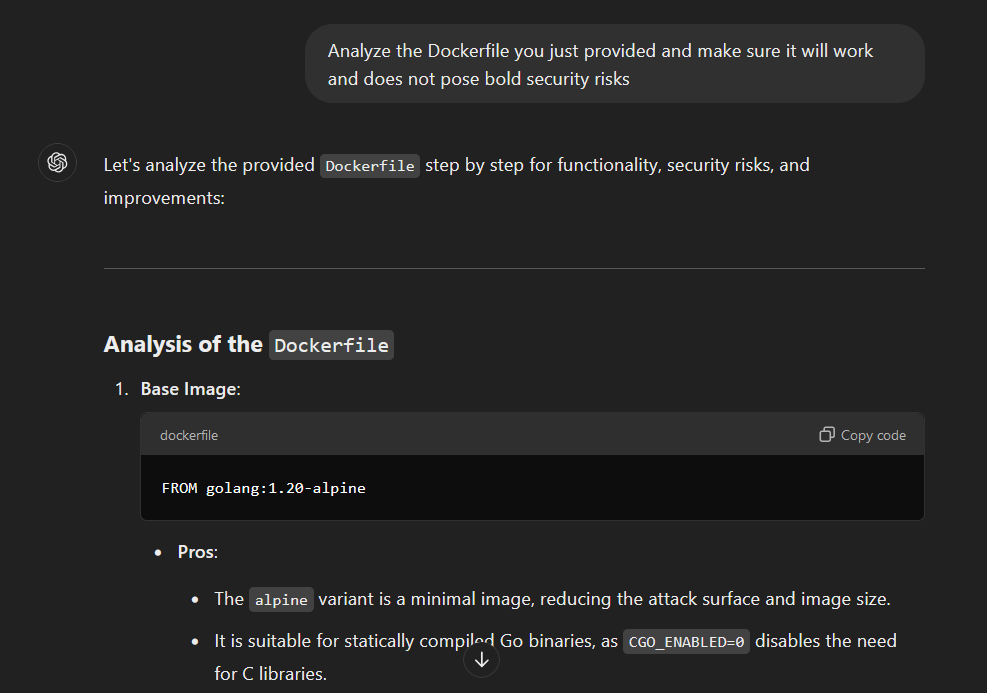 Analyze the Dockerfile you just provided and make sure it will work
and does not pose bold security risks
Let's analyze the provided Dockerfile step by step for functionality, security risks, and
improvements:
Analysis of the Dockerfile
1. Base Image:
dockerfile
Copy code
FROM golang:1.20-alpine
• Pros:
• The alpine variant is a minimal image, reducing the attack surface and image size.
• It is suitable for statically compiled Go binaries, as CGO_ENABLED=0 disables the need
for C libraries.